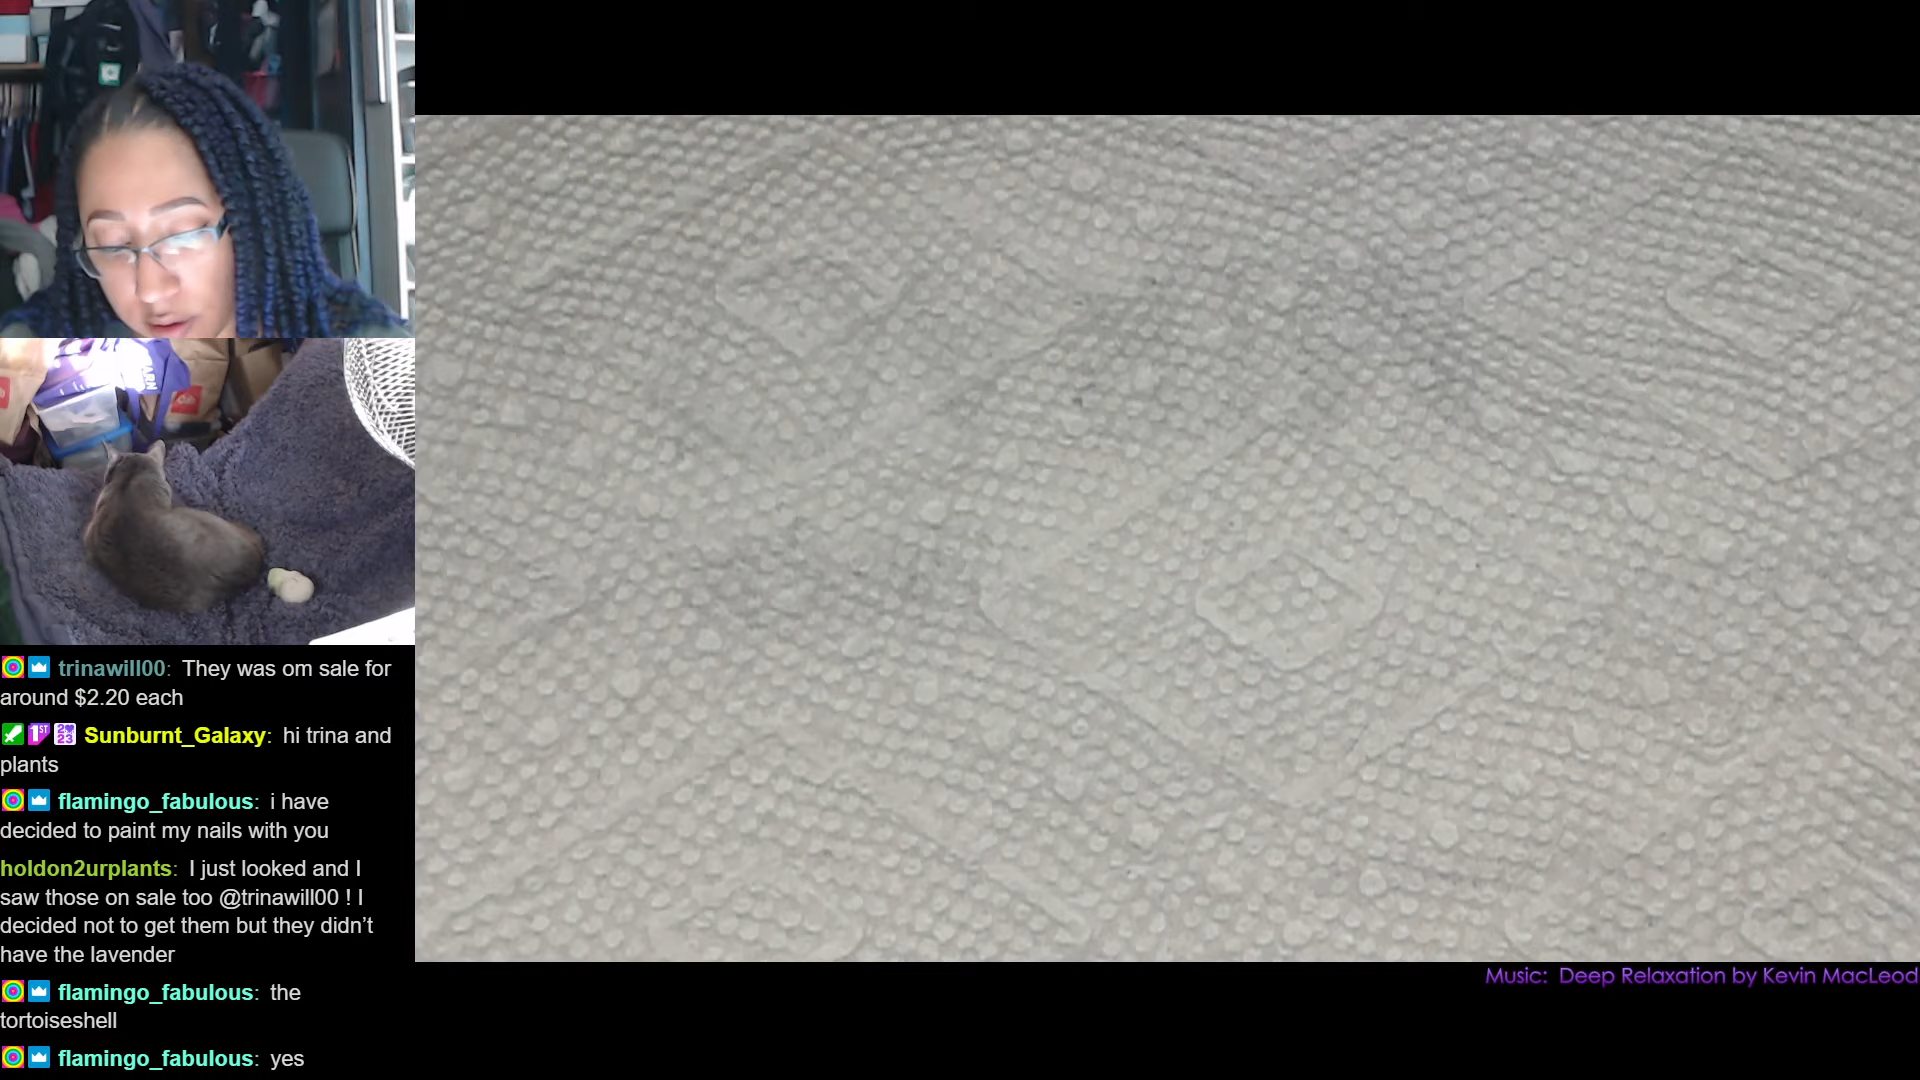 trinawill00: They was om sale for
around $2.20 each
1ST 2023 Sunburnt_Galaxy: hi trina and
plants
flamingo_fabulous: i have
decided to paint my nails with you
holdon2urplants: I just looked and I
saw those on sale too @trinawill00 ! I
decided not to get them but they didn’t
have the lavender
flamingo_fabulous: the
tortoiseshell
flamingo_fabulous: yes
Music: Deep Relaxation by Kevin MacLeod